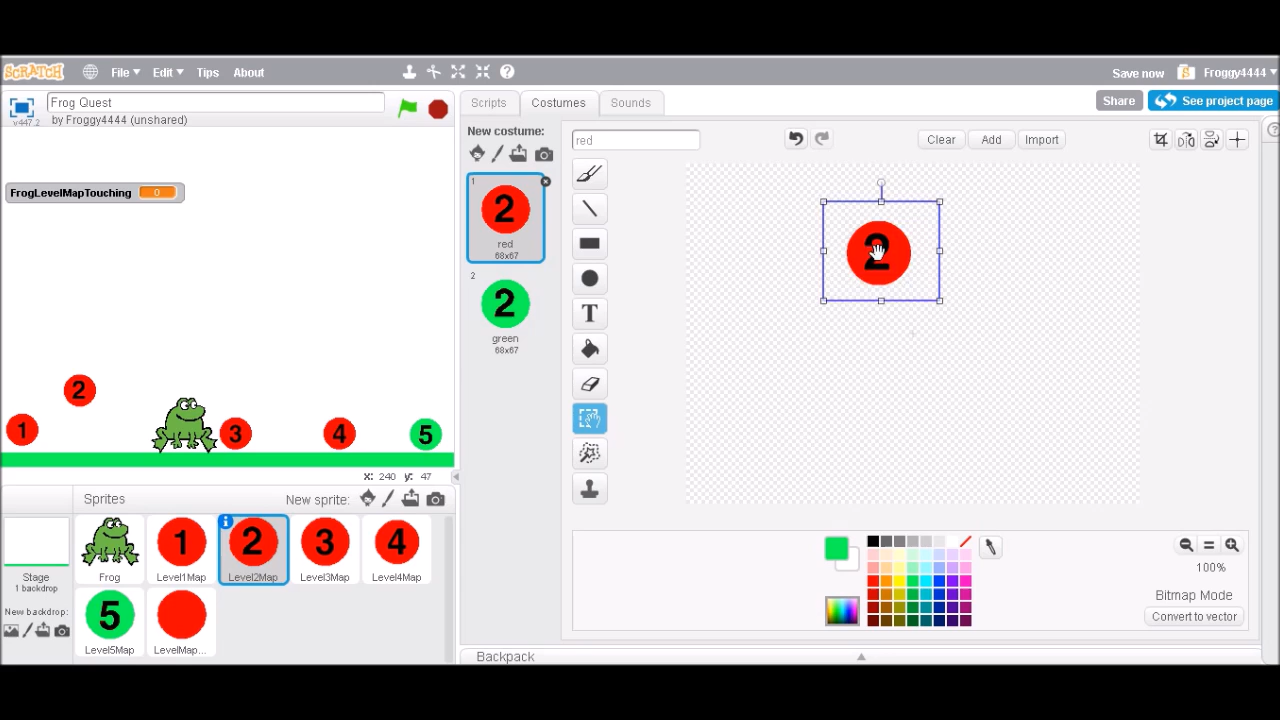 SCRATCH File Edit Tips About Save now Froggy4444
Frog Quest Scripts Costumes Sounds Share See project page
v447.2 by Froggy4444 (unshared)
New costume: red Clear Add Import
FrogLevelMapTouching 0
1
2
red
68x67
2
2
green
68x67
2
1 2 3 4 5
x: 240 y: 47
Sprites New sprite:
1 2 3 4
Stage Frog Level1Map Level2Map Level3Map Level4Map
1 backdrop
New backdrop:
5
Level5Map LevelMap...
100%
Bitmap Mode
Convert to vector
Backpack